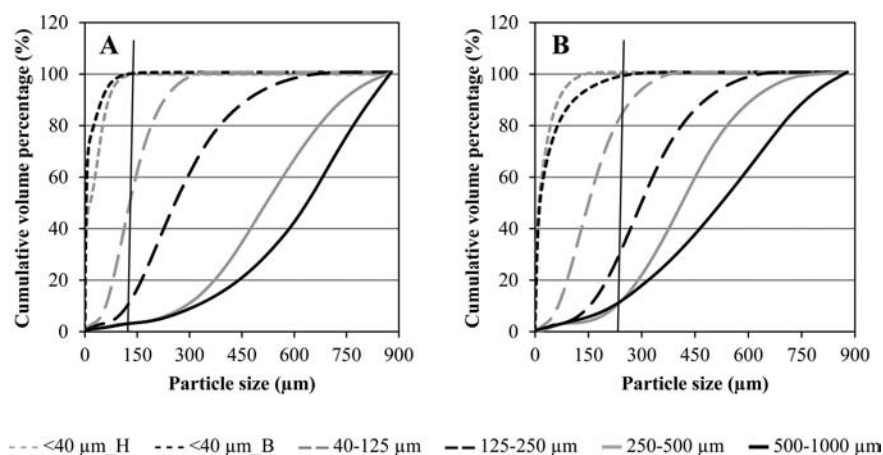 120
100
80
60
40
20
0
Cumulative volume percentage (%)
A
0 150 300 450 600 750 900
Particle size (µm)
120
100
80
60
40
20
0
Cumulative volume percentage (%)
B
0 150 300 450 600 750 900
Particle size (µm)
<40 µm_H <40 µm_B 40-125 µm 125-250 µm 250-500 µm 500-1000 µm